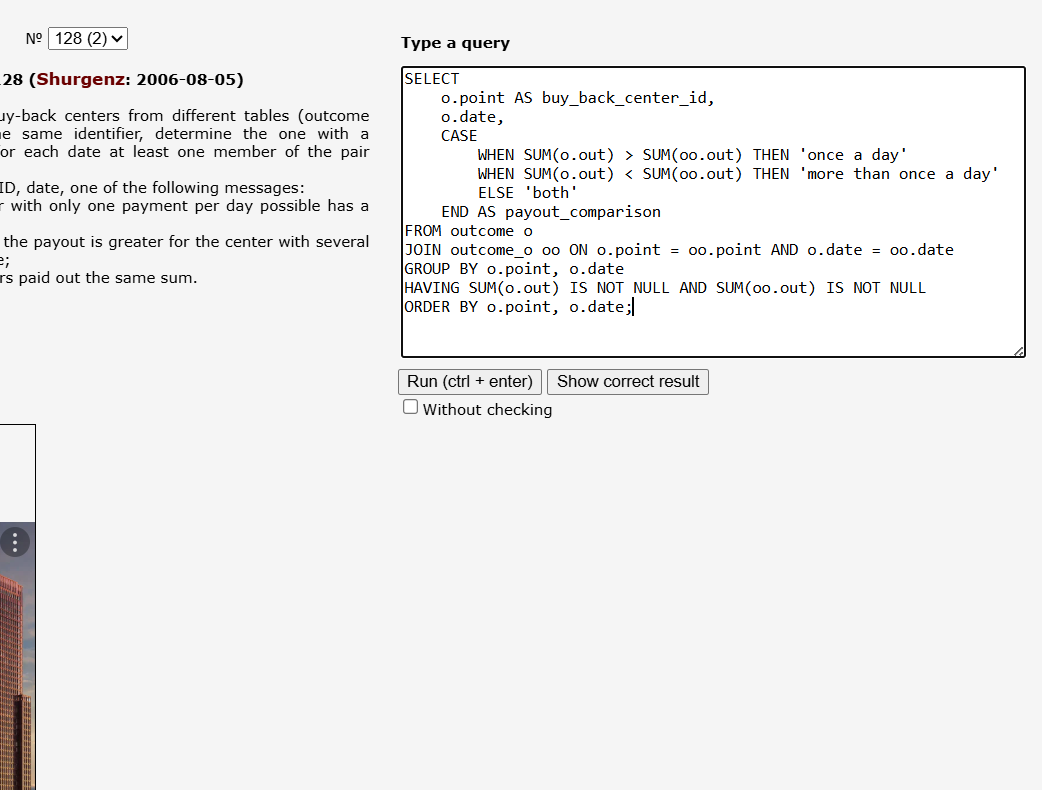 Nº 128 (2)
28 (Shurgenz: 2006-08-05)
uy-back centers from different tables (outcome
same identifier, determine the one with a
or each date at least one member of the pair
ID, date, one of the following messages:
with only one payment per day possible has a
the payout is greater for the center with several
e;
rs paid out the same sum.
Type a query
SELECT
    o.point AS buy_back_center_id,
    o.date,
    CASE
        WHEN SUM(o.out) > SUM(oo.out) THEN 'once a day'
        WHEN SUM(o.out) < SUM(oo.out) THEN 'more than once a day'
        ELSE 'both'
    END AS payout_comparison
FROM outcome o
JOIN outcome_o oo ON o.point = oo.point AND o.date = oo.date
GROUP BY o.point, o.date
HAVING SUM(o.out) IS NOT NULL AND SUM(oo.out) IS NOT NULL
ORDER BY o.point, o.date;
Run (ctrl + enter) Show correct result
Without checking